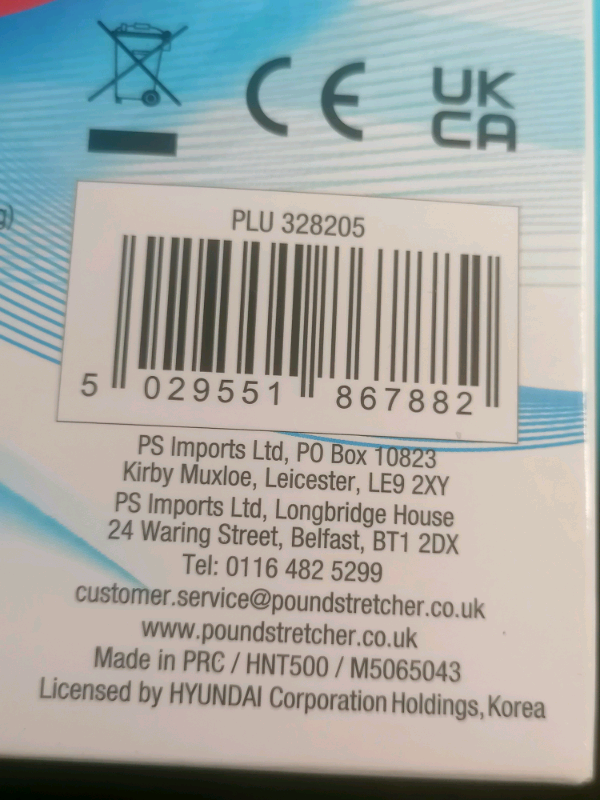 CE
UK
CA
g)
PLU 328205
5 029551 867882
PS Imports Ltd, PO Box 10823
Kirby Muxloe, Leicester, LE9 2XY
PS Imports Ltd, Longbridge House
24 Waring Street, Belfast, BT1 2DX
Tel: 0116 482 5299
customer.service@poundstretcher.co.uk
www.poundstretcher.co.uk
Made in PRC / HNT500 / M5065043
Licensed by HYUNDAI Corporation Holdings, Korea